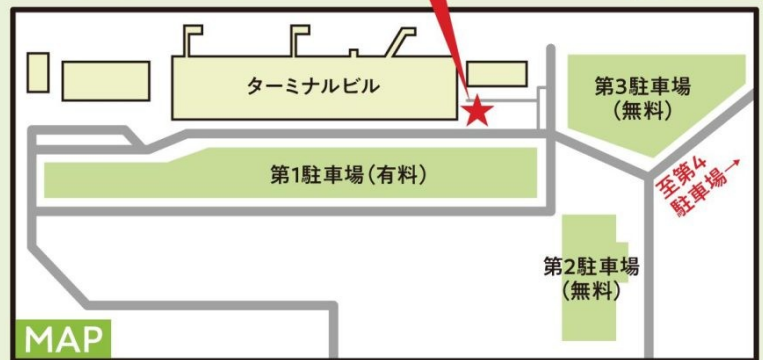 ターミナルビル
第3駐車場
(無料)
第1駐車場(有料)
至第4
駐車場→
第2駐車場
(無料)
MAP